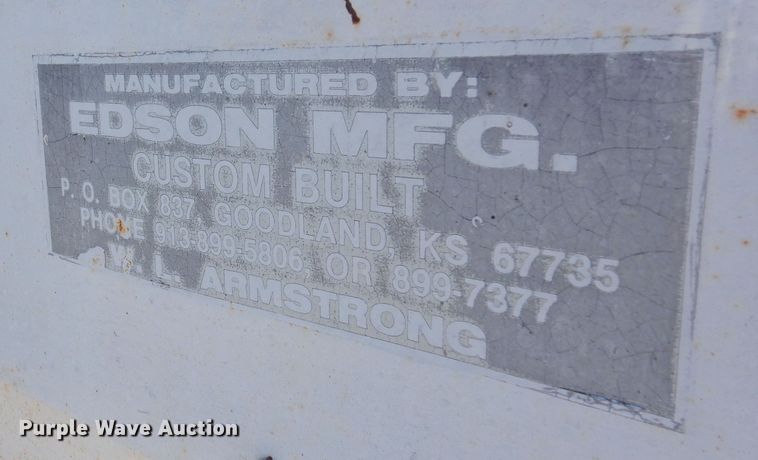 MANUFACTURED BY:
EDSON MFG.
CUSTOM BUILT
P. O. BOX 837, GOODLAND, KS 67735
PHONE 913-899-5806, OR 899-7377
W. L. ARMSTRONG
Purple Wave Auction